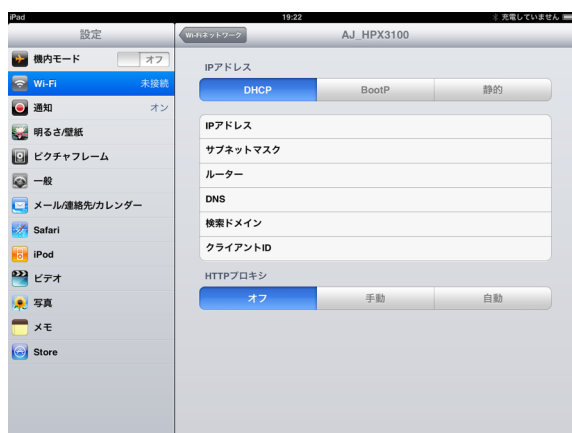 iPad
19:22
充電していません
設定
Wi-Fiネットワーク
AJ_HPX3100
機内モード
オフ
Wi-Fi
未接続
通知
オン
明るさ/壁紙
ピクチャフレーム
一般
メール/連絡先/カレンダー
Safari
iPod
ビデオ
写真
メモ
Store
IPアドレス
DHCP
BootP
静的
IPアドレス
サブネットマスク
ルーター
DNS
検索ドメイン
クライアントID
HTTPプロキシ
オフ
手動
自動